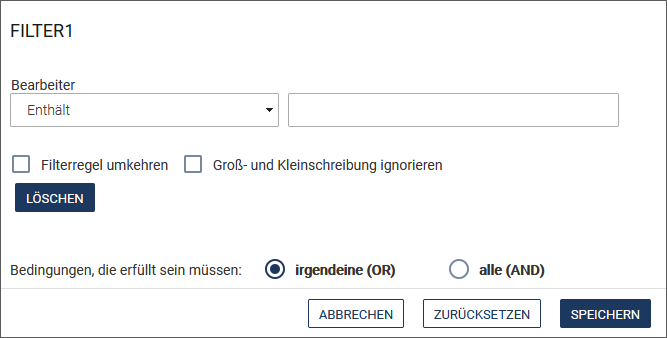 FILTER1
Bearbeiter
Enthält
Filterregel umkehren Groß- und Kleinschreibung ignorieren
LÖSCHEN
Bedingungen, die erfüllt sein müssen: irgendeine (OR) alle (AND)
ABBRECHEN ZURÜCKSETZEN SPEICHERN